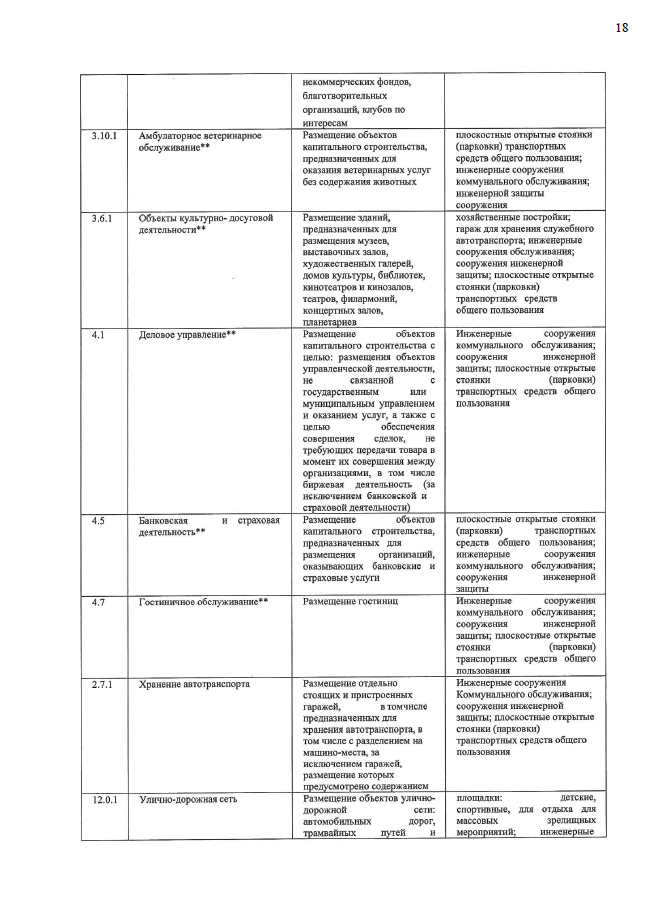 18
некоммерческих фондов,
благотворительных
организаций, клубов по
интересам
3.10.1
Амбулаторное ветеринарное
обслуживание**
Размещение объектов
капитального строительства,
предназначенных для
оказания ветеринарных услуг
без содержания животных
плоскостные открытые стоянки
(парковки) транспортных
средств общего пользования;
инженерные сооружения
коммунального обслуживания;
инженерной защиты
сооружения
3.6.1
Объекты культурно- досуговой
деятельности**
Размещение зданий,
предназначенных для
размещения музеев,
выставочных залов,
художественных галерей,
домов культуры, библиотек,
кинотеатров и кинозалов,
театров, филармоний,
концертных залов,
планетариев
хозяйственные постройки;
гараж для хранения служебного
автотранспорта; инженерные
сооружения обслуживания;
сооружения инженерной
защиты; плоскостные открытые
стоянки (парковки)
транспортных средств
общего пользования
4.1
Деловое управление**
Размещение объектов
капитального строительства с
целью: размещения объектов
управленческой деятельности,
не связанной с
государственным или
муниципальным управлением
и оказанием услуг, а также с
целью обеспечения
совершения сделок, не
требующих передачи товара в
момент их совершения между
организациями, в том числе
биржевая деятельность (за
исключением банковской и
страховой деятельности)
Инженерные сооружения
коммунального обслуживания;
сооружения инженерной
защиты; плоскостные открытые
стоянки (парковки)
транспортных средств общего
пользования
4.5
Банковская и страховая
деятельность**
Размещение объектов
капитального строительства,
предназначенных для
размещения организаций,
оказывающих банковские и
страховые услуги
плоскостные открытые стоянки
(парковки) транспортных
средств общего пользования;
инженерные сооружения
коммунального обслуживания;
сооружения инженерной
защиты
4.7
Гостиничное обслуживание**
Размещение гостиниц
Инженерные сооружения
коммунального обслуживания;
сооружения инженерной
защиты; плоскостные открытые
стоянки (парковки)
транспортных средств общего
пользования
2.7.1
Хранение автотранспорта
Размещение отдельно
стоящих и пристроенных
гаражей, в томчисле
предназначенных для
хранения автотранспорта, в
том числе с разделением на
машино-места, за
исключением гаражей,
размещение которых
предусмотрено содержанием
Инженерные сооружения
Коммунального обслуживания;
сооружения инженерной
защиты; плоскостные открытые
стоянки (парковки)
транспортных средств общего
пользования
12.0.1
Улично-дорожная сеть
Размещение объектов улично-
дорожной сети:
автомобильных дорог,
трамвайных путей и
площадки: детские,
спортивные, для отдыха для
массовых зрелищных
мероприятий; инженерные